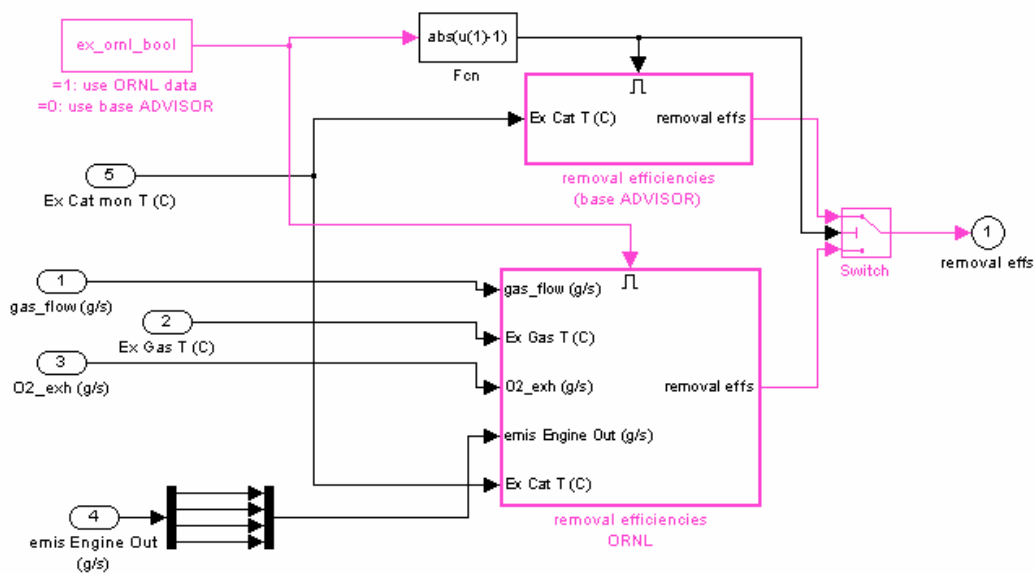 ex_ornl_bool
=1: use ORNL data
=0: use base ADVISOR
abs(u(1)-1)
Fcn
Ex Cat T (C)
removal effs
removal efficiencies
(base ADVISOR)
5
Ex Cat mon T (C)
Switch
1
removal effs
1
gas_flow (g/s)
2
Ex Gas T (C)
3
O2_exh (g/s)
gas_flow (g/s)
Ex Gas T (C)
O2_exh (g/s)
removal effs
emis Engine Out (g/s)
Ex Cat T (C)
removal efficiencies
ORNL
4
emis Engine Out
(g/s)